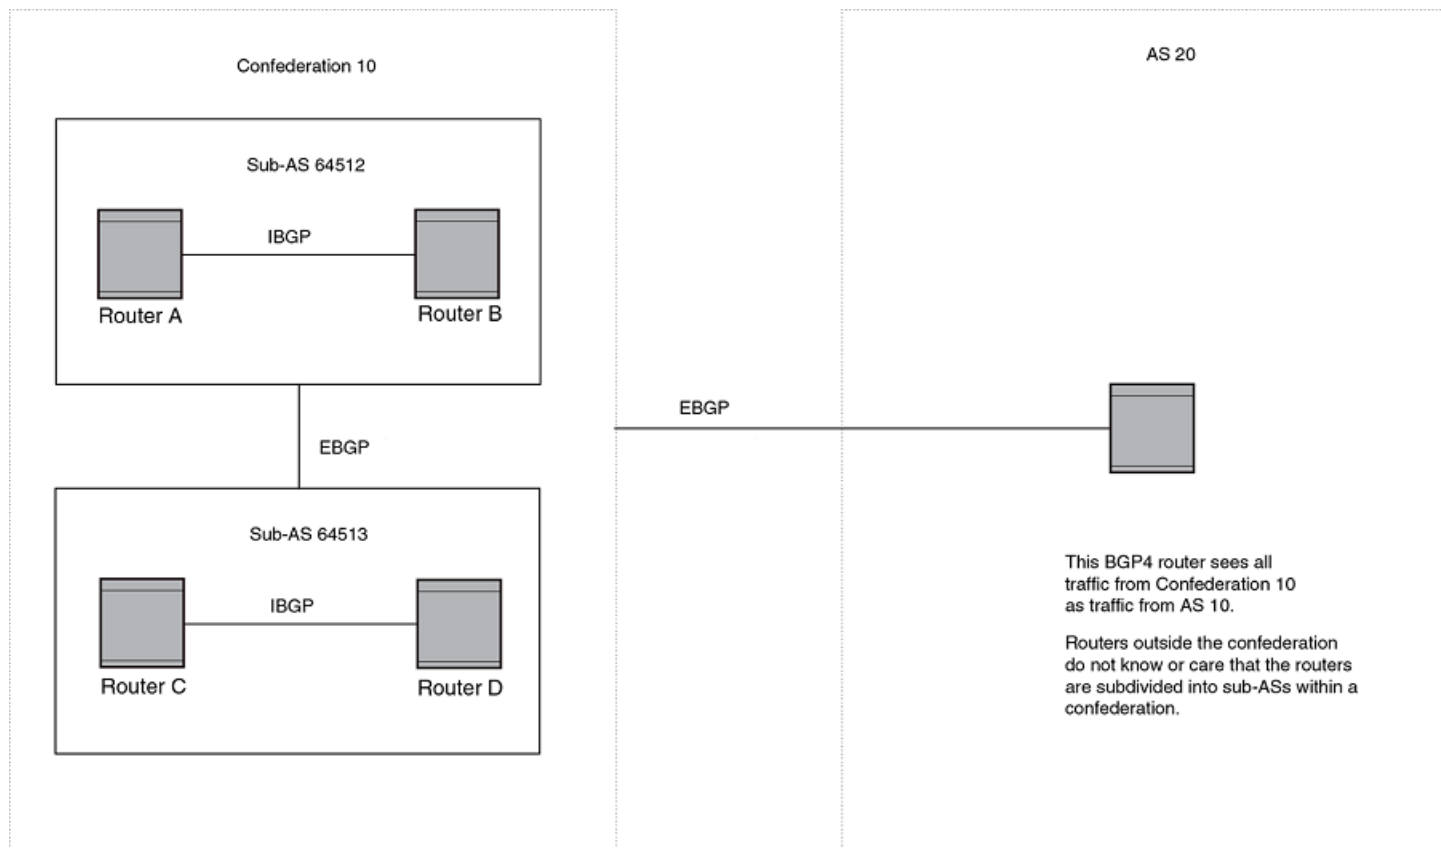 Confederation 10
AS 20
Sub-AS 64512
IBGP
Router A
Router B
EBGP
EBGP
Sub-AS 64513
IBGP
Router C
Router D
This BGP4 router sees all
traffic from Confederation 10
as traffic from AS 10.
Routers outside the confederation
do not know or care that the routers
are subdivided into sub-ASs within a
confederation.